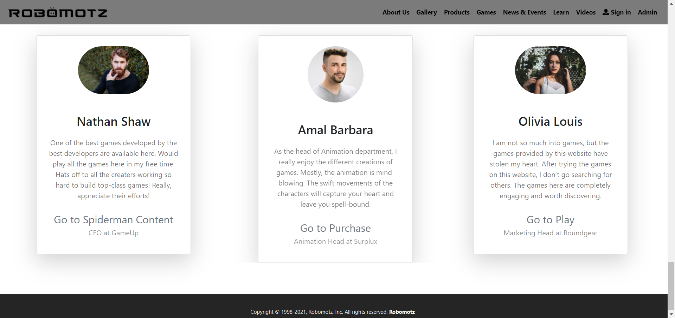 ROBOMOTZ
About Us Gallery Products Games News & Events Learn Videos Sign in Admin
Nathan Shaw
One of the best games developed by the
best developers are available here. Would
play all the games here in my free time.
Hats off to all the creaters working so
hard to build top-class games. Really,
appreciate their efforts!
Go to Spiderman Content
CEO at GameUp
Amal Barbara
As the head of Animation department, I
really enjoy the different creations of
games. Mostly, the animation is mind
blowing. The swift movements of the
characters will capture your heart and
leave you spell-bound.
Go to Purchase
Animation Head at Surplux
Olivia Louis
I am not so much into games, but the
games provided by this website have
stolen my heart. After trying the games
on this website, I don't go searching for
others. The games here are completely
engaging and worth discovering.
Go to Play
Marketing Head at Roundgear
Copyright © 1998-2021, Robomotz, Inc. All rights reserved. Robomotz